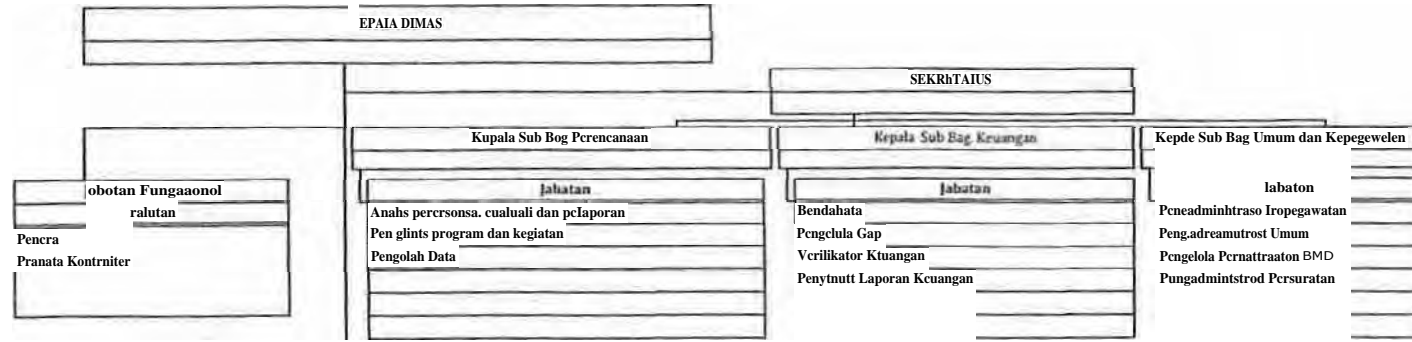 EPAIA DIMAS
SEKRhTAIUS
Kupala Sub Bog Pcrencanaan
Kepala Sub Bag. Keuangan
Kepde Sub Bag Umum dan Kepegewelen
obotan Fungaaonol
ralutan
Pencra
Pranata Kontrniter
Jabatan
Anahs percrsonsa. cualuali dan pcIaporan
Pen glints program dan kegiatan
Pengolah Data
Jabatan
Bendahata
Pcngclula Gap
Vcrilikator Ktuangan
Penytnutt Laporan Kcuangan
labaton
Pcneadminhtraso Iropegawatan
Peng.adreamutrost Umum
Pcngelola Pcrnattraaton BMD
Pungadmintstrod Pcrsuratan